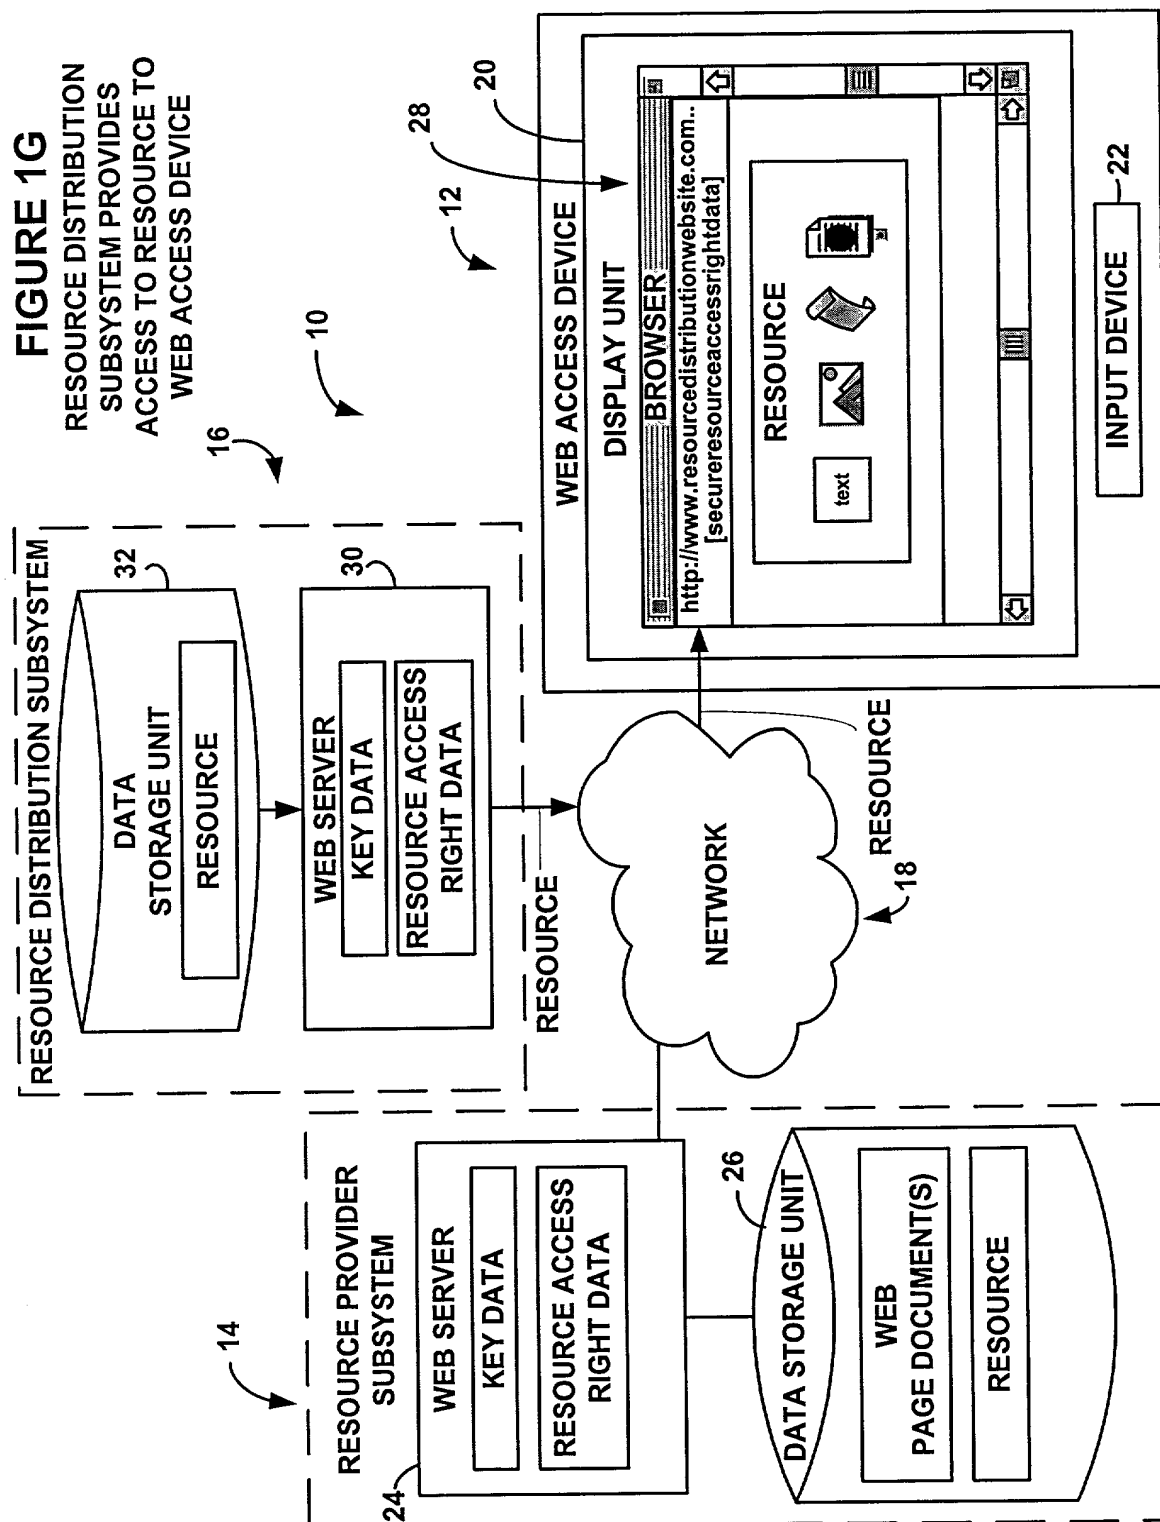 FIGURE 1G
RESOURCE DISTRIBUTION
SUBSYSTEM PROVIDES
ACCESS TO RESOURCE TO
WEB ACCESS DEVICE
10
16
RESOURCE DISTRIBUTION SUBSYSTEM
32
DATA
STORAGE UNIT
RESOURCE
30
WEB SERVER
KEY DATA
RESOURCE ACCESS
RIGHT DATA
RESOURCE
12
28
20
WEB ACCESS DEVICE
DISPLAY UNIT
BROWSER
http://www.resourcedistributionwebsite.com..
[secureresourceaccessrightdata]
RESOURCE
text
INPUT DEVICE
22
NETWORK
RESOURCE
18
14
RESOURCE PROVIDER
SUBSYSTEM
24
WEB SERVER
KEY DATA
RESOURCE ACCESS
RIGHT DATA
26
DATA STORAGE UNIT
WEB
PAGE DOCUMENT(S)
RESOURCE